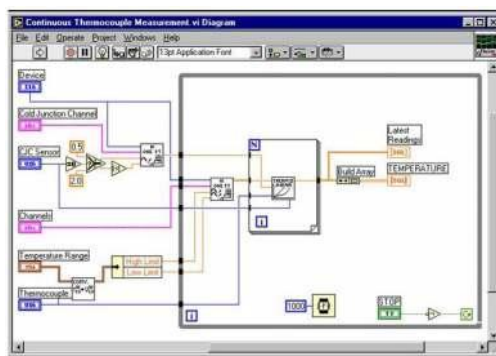 Continuous Thermocouple Measurement.vi Diagram
File Edit Operate Project Windows Help
13pt Application Font
Device
Cold Junction Channel
CJC Sensor
0.5
2.0
Channels
Temperature Range
High Limit
Low Limit
Thermocouple
N
i
Latest
Readings
Build Array
TEMPERATURE
1000
STOP
i